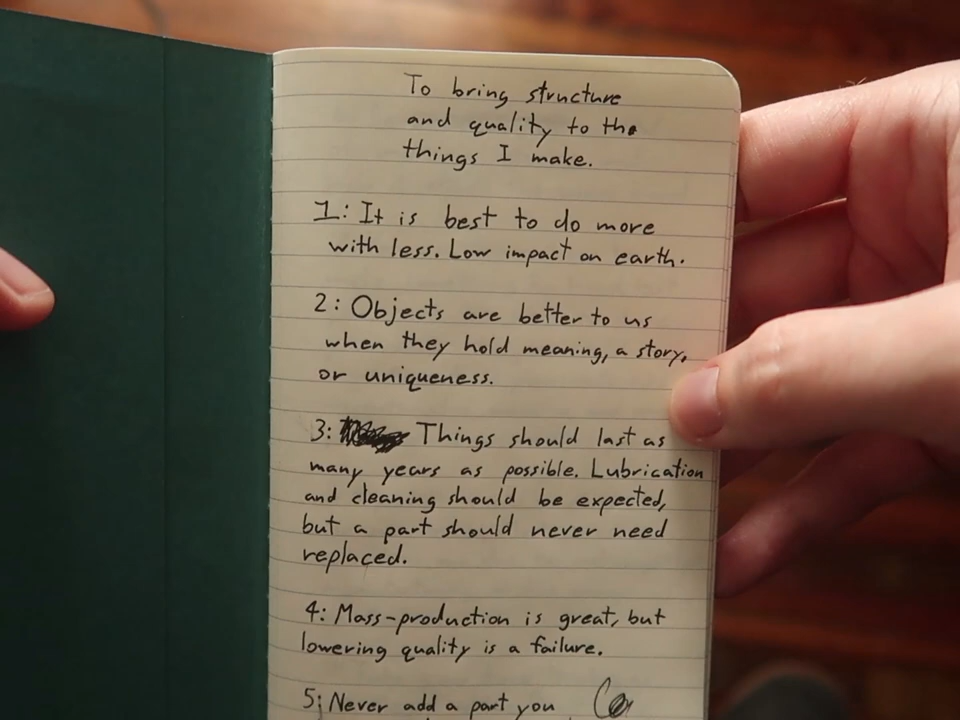 To bring structure
and quality to the
things I make.
1: It is best to do more
with less. Low impact on earth.
2: Objects are better to us
when they hold meaning, a story,
or uniqueness.
3: Things should last as
many years as possible. Lubrication
and cleaning should be expected,
but a part should never need
replaced.
4: Mass-production is great, but
lowering quality is a failure.
5: Never add a part you